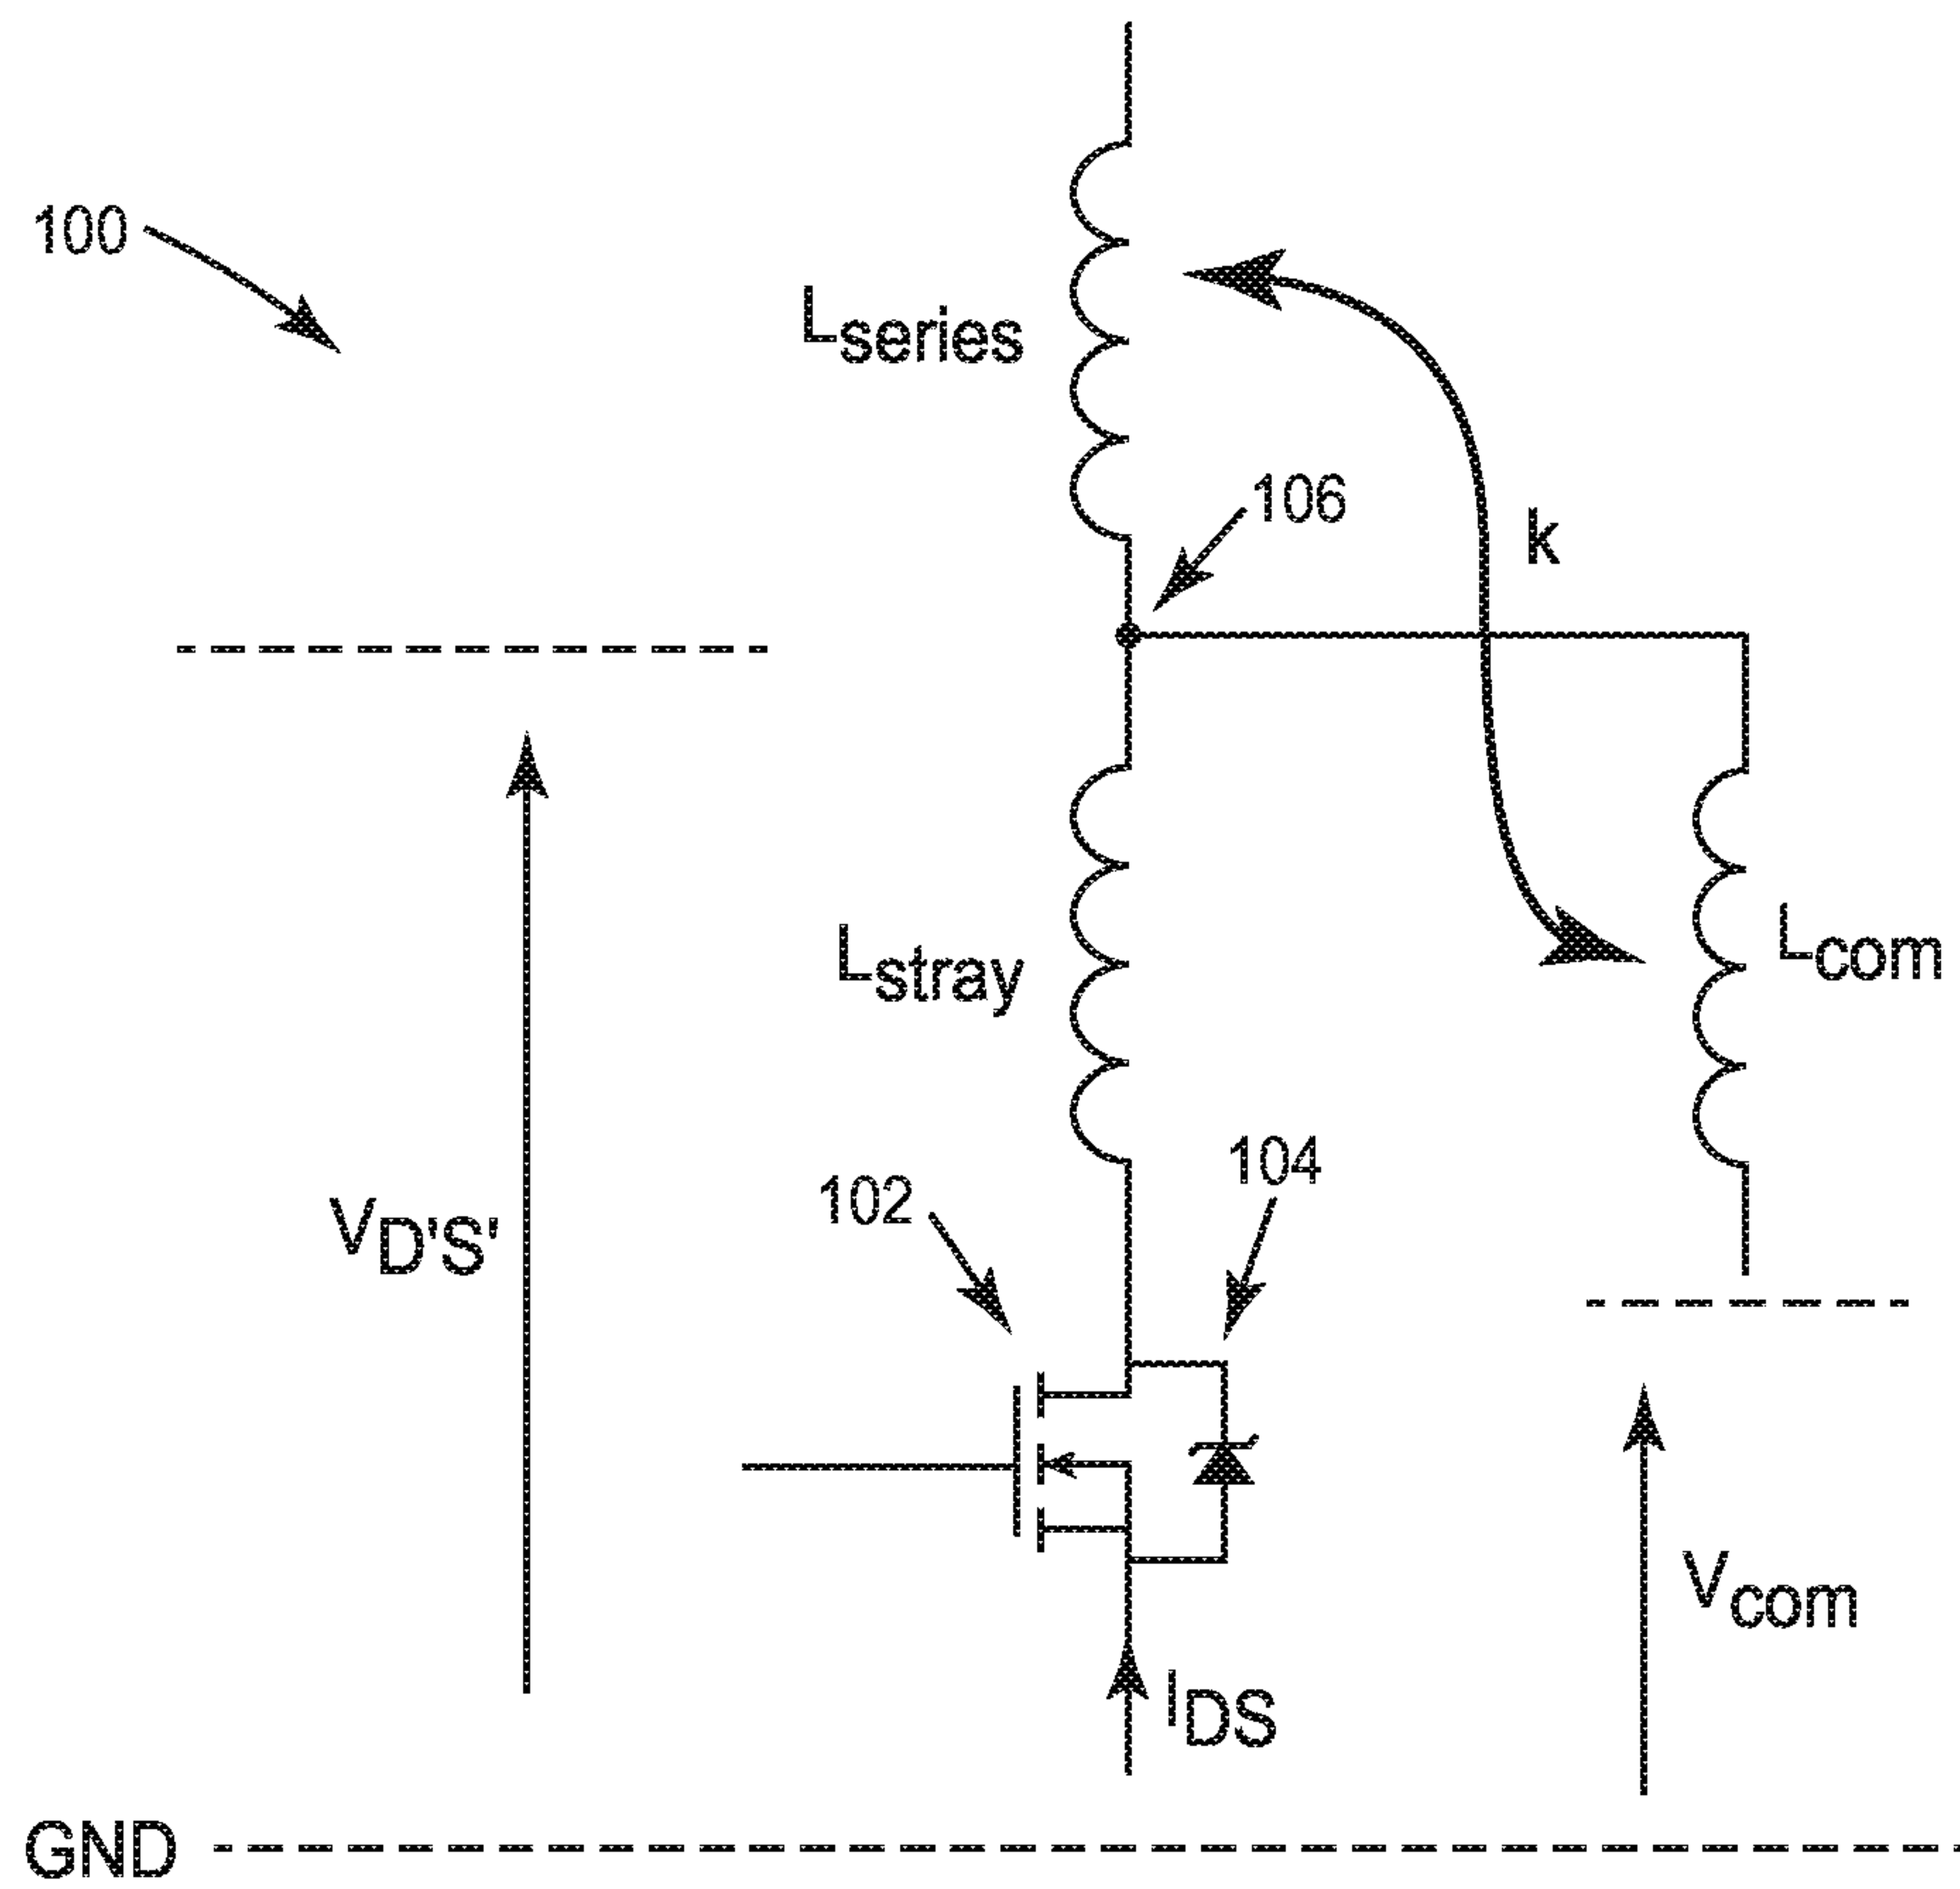 100
Lseries
106
k
Lstray
Lcom
102
104
VD'S'
Vcom
IDS
GND